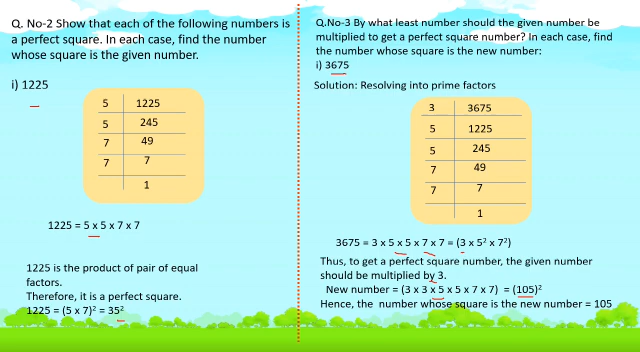 Q. No-2 Show that each of the following numbers is
a perfect square. In each case, find the number
whose square is the given number.
i) 1225
5 1225
5 245
7 49
7 7
1
1225 = 5 x 5 x 7 x 7
1225 is the product of pair of equal
factors.
Therefore, it is a perfect square.
1225 = (5 x 7)² = 35²
Q.No-3 By what least number should the given number be
multiplied to get a perfect square number? In each case, find
the number whose square is the new number:
i) 3675
Solution: Resolving into prime factors
3 3675
5 1225
5 245
7 49
7 7
1
3675 = 3 x 5 x 5 x 7 x 7 = (3 x 5² x 7²)
Thus, to get a perfect square number, the given number
should be multiplied by 3.
New number = (3 x 3 x 5 x 5 x 7 x 7) = (105)²
Hence, the number whose square is the new number = 105